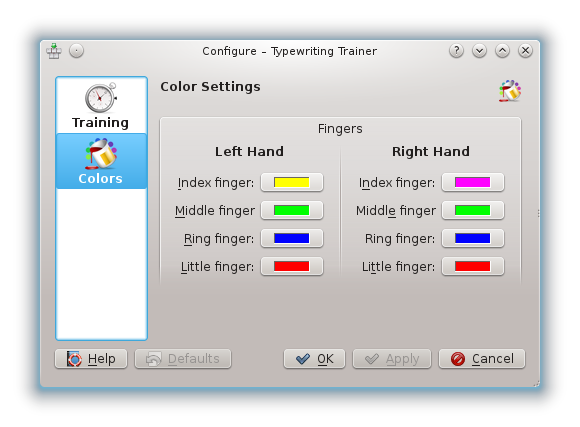 Configure – Typewriting Trainer
Training
Colors
Color Settings
Fingers
Left Hand Right Hand
Index finger: Index finger:
Middle finger Middle finger
Ring finger: Ring finger:
Little finger: Little finger:
Help Defaults OK Apply Cancel